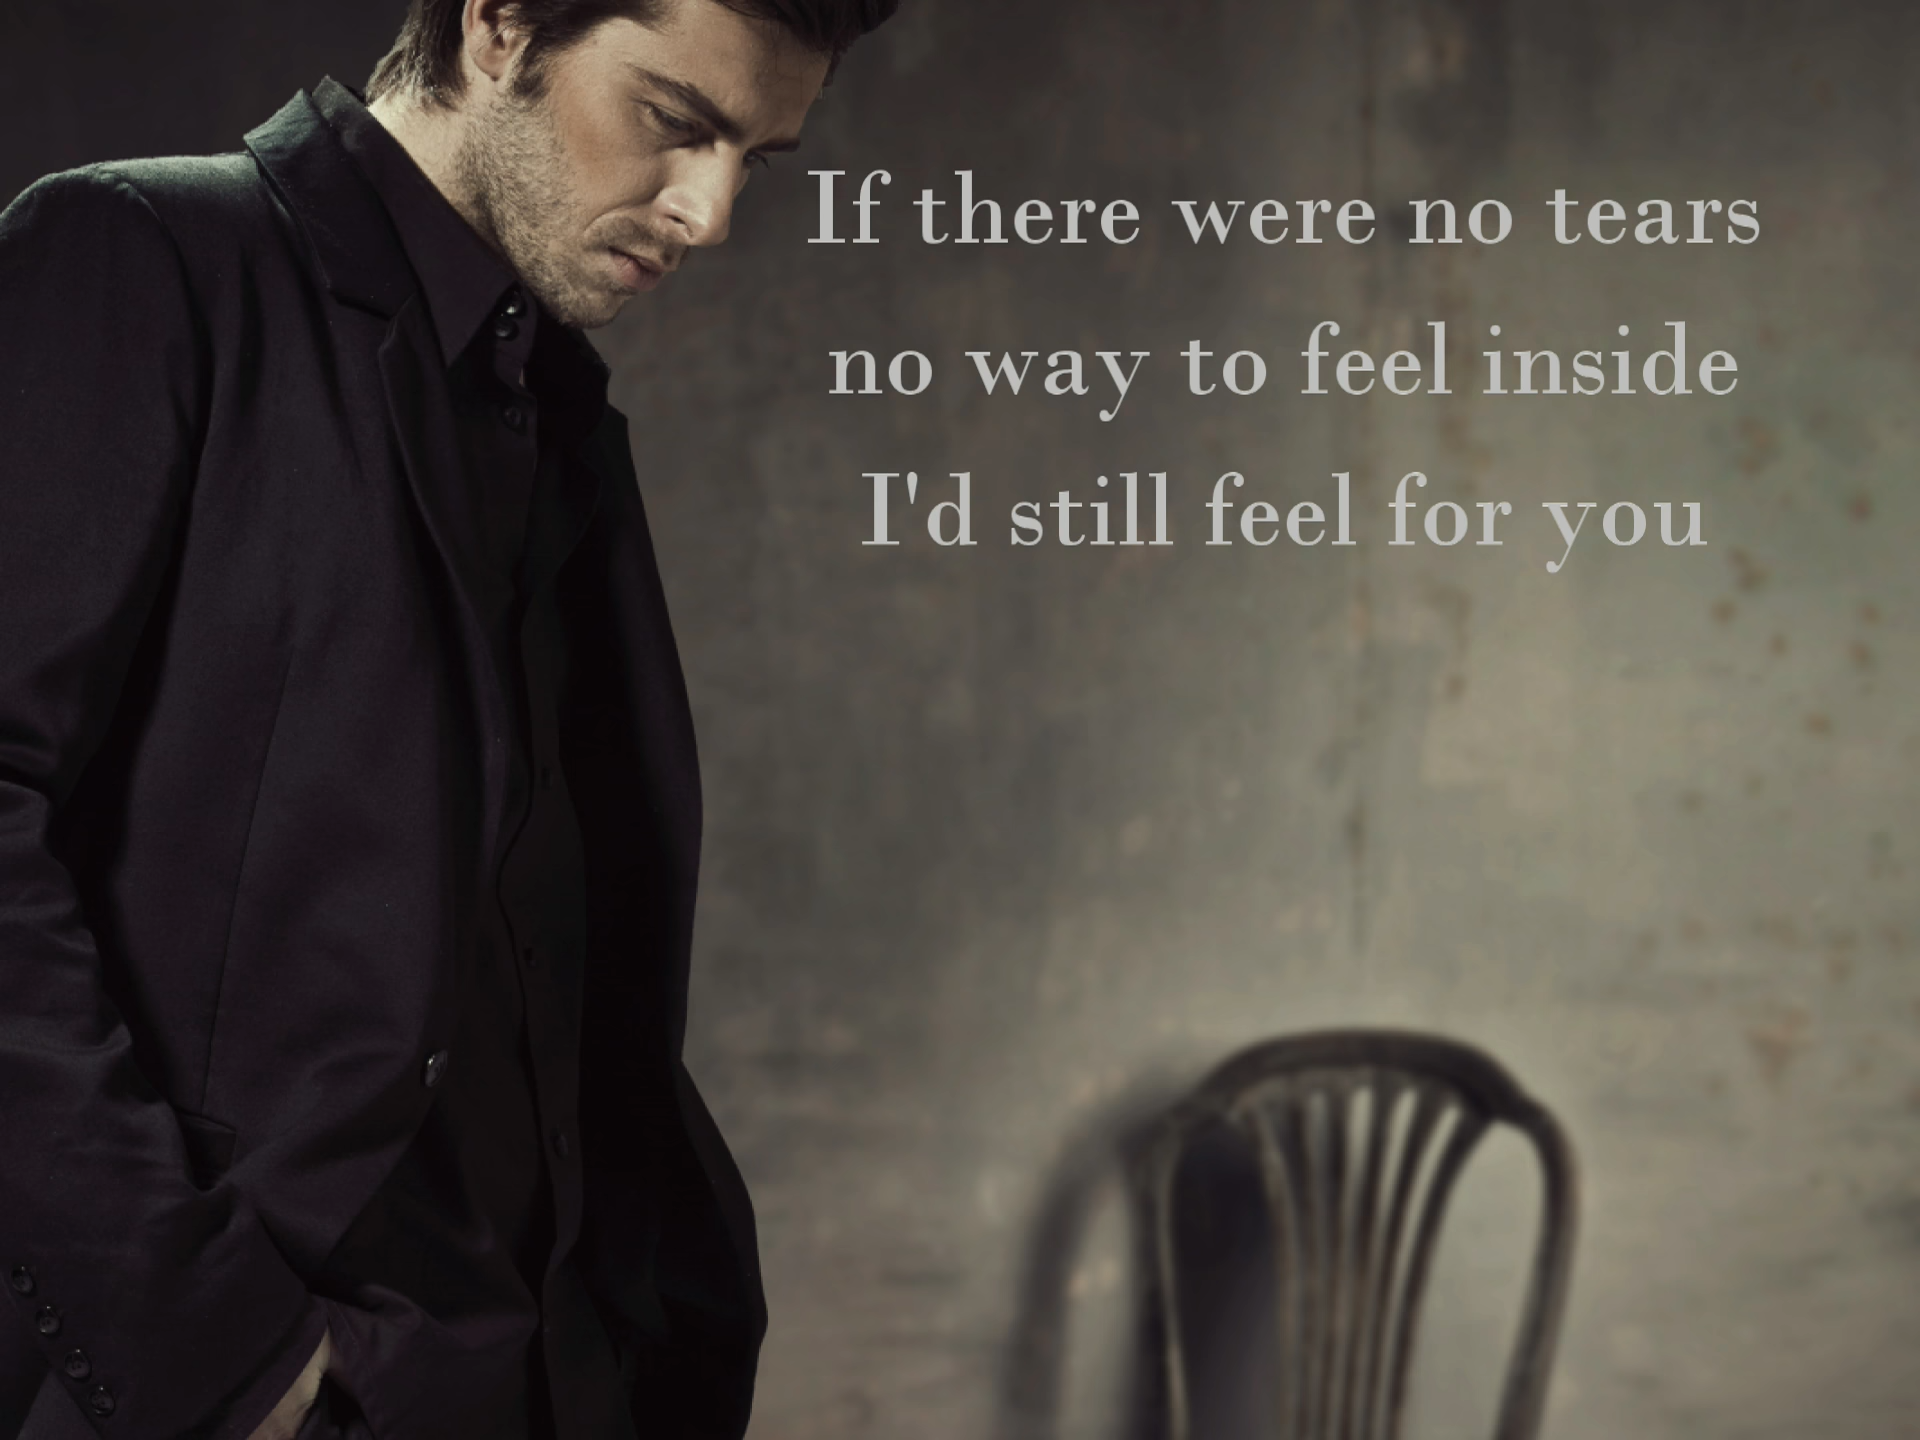 If there were no tears
no way to feel inside
I'd still feel for you